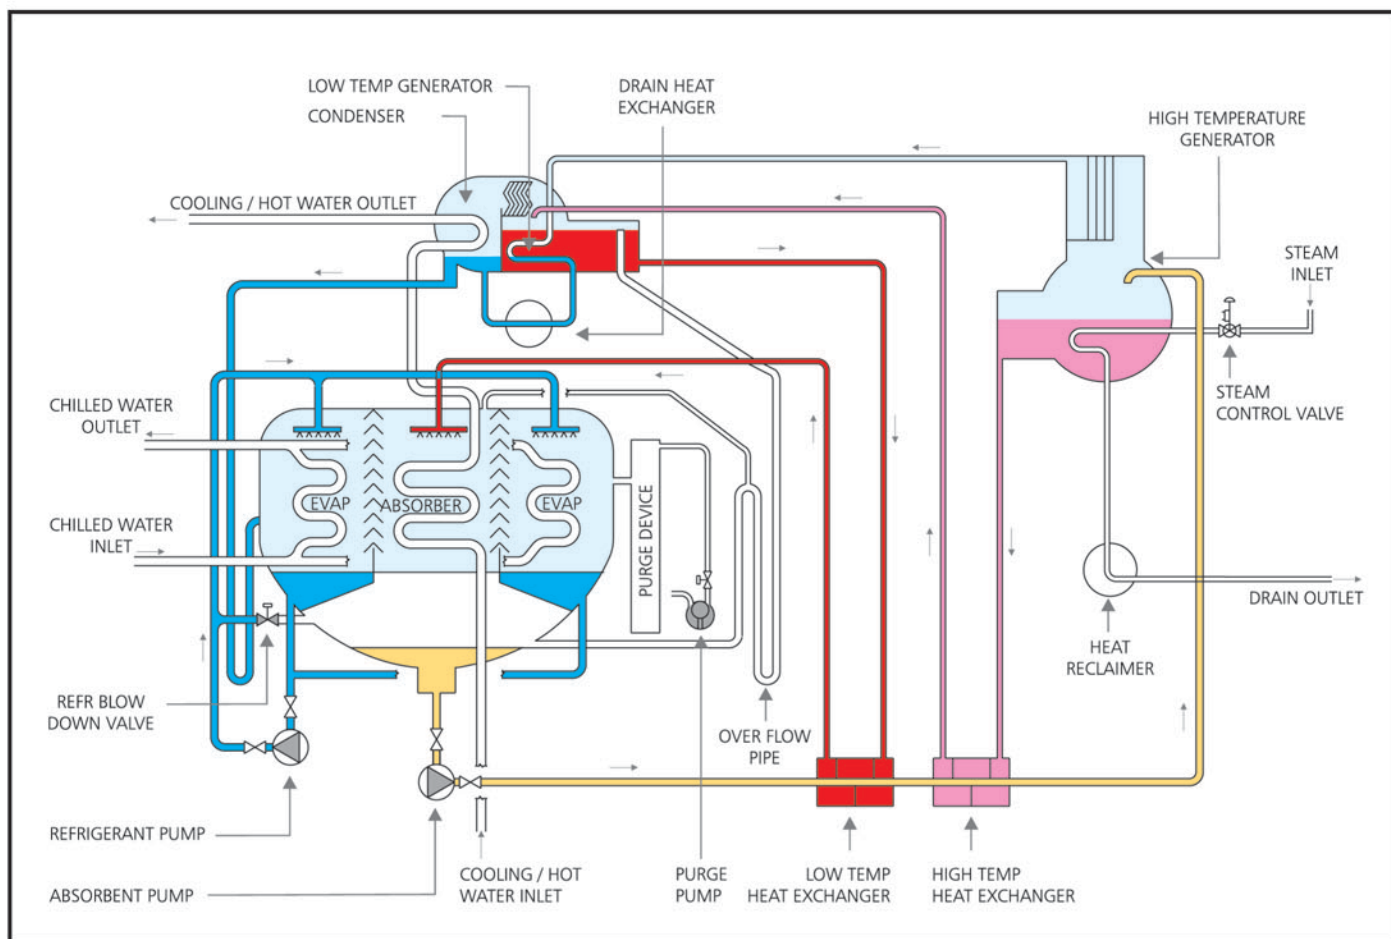 LOW TEMP GENERATOR
CONDENSER
DRAIN HEAT
EXCHANGER
HIGH TEMPERATURE
GENERATOR
COOLING / HOT WATER OUTLET
STEAM
INLET
STEAM
CONTROL VALVE
CHILLED WATER
OUTLET
EVAP
ABSORBER
EVAP
CHILLED WATER
INLET
PURGE DEVICE
DRAIN OUTLET
HEAT
RECLAIMER
REFR BLOW
DOWN VALVE
OVER FLOW
PIPE
REFRIGERANT PUMP
ABSORBENT PUMP
COOLING / HOT
WATER INLET
PURGE
PUMP
LOW TEMP
HEAT EXCHANGER
HIGH TEMP
HEAT EXCHANGER